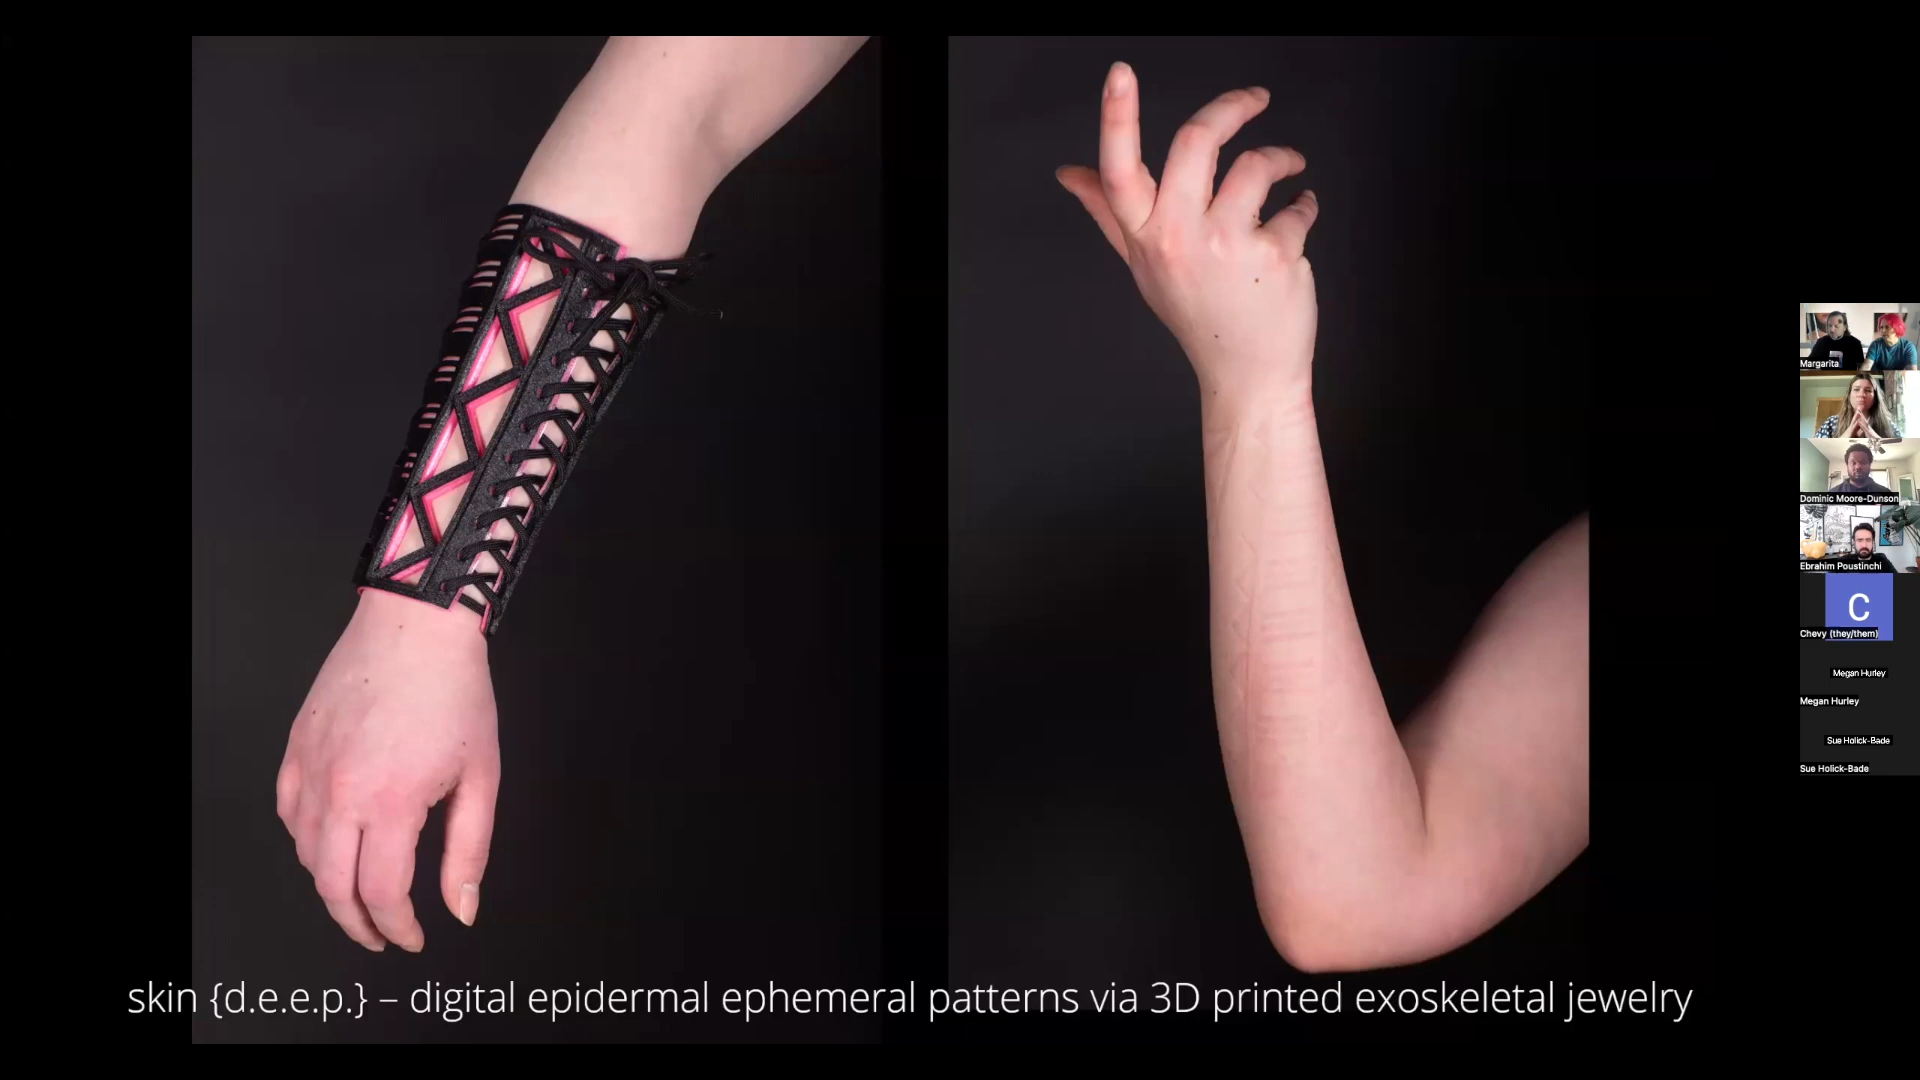 skin {d.e.e.p.} – digital epidermal ephemeral patterns via 3D printed exoskeletal jewelry
Margarita
Dominic Moore-Dunson
Ebrahim Poustinchi
C
Chevy (they/them)
Megan Hurley
Megan Hurley
Sue Holick-Bade
Sue Holick-Bade